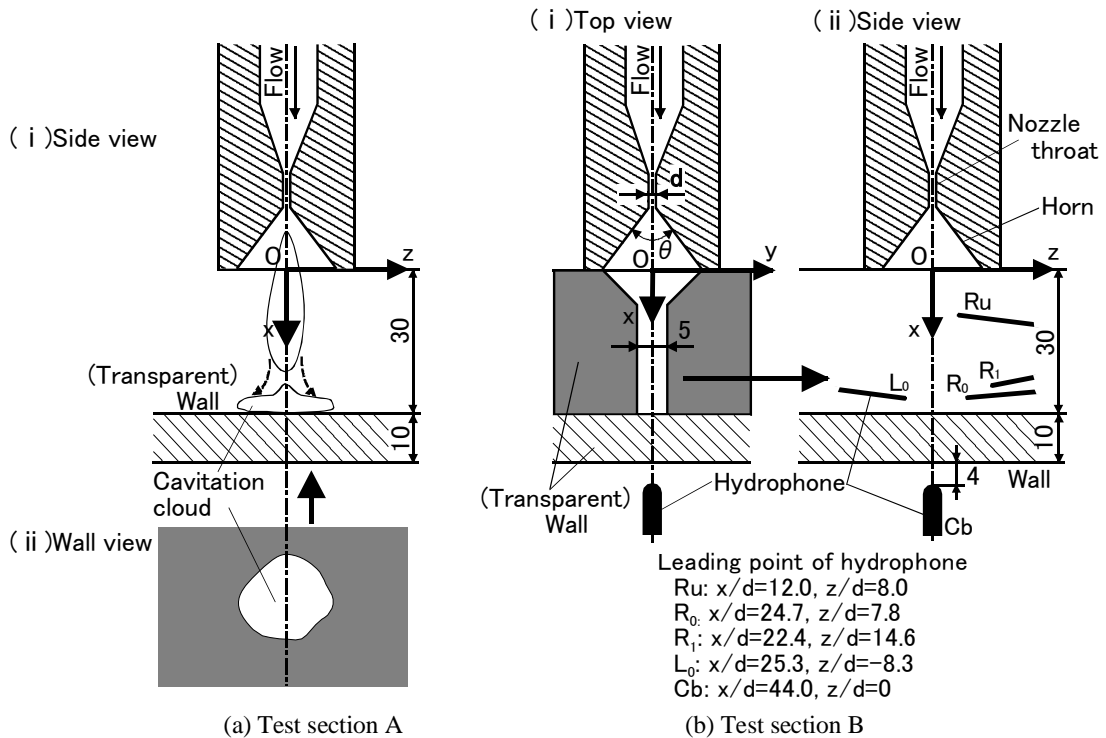 (i)Side view
Flow
O
z
x
30
(Transparent)
Wall
10
Cavitation
cloud
(ii)Wall view
(a) Test section A
(i)Top view
Flow
d
θ
O
y
x
5
(Transparent)
Wall
Hydrophone
(ii)Side view
Flow
Nozzle
throat
Horn
O
z
x
Ru
30
R₁
L₀
R₀
10
4
Wall
Cb
Leading point of hydrophone
Ru: x/d=12.0, z/d=8.0
R₀: x/d=24.7, z/d=7.8
R₁: x/d=22.4, z/d=14.6
L₀: x/d=25.3, z/d=-8.3
Cb: x/d=44.0, z/d=0
(b) Test section B